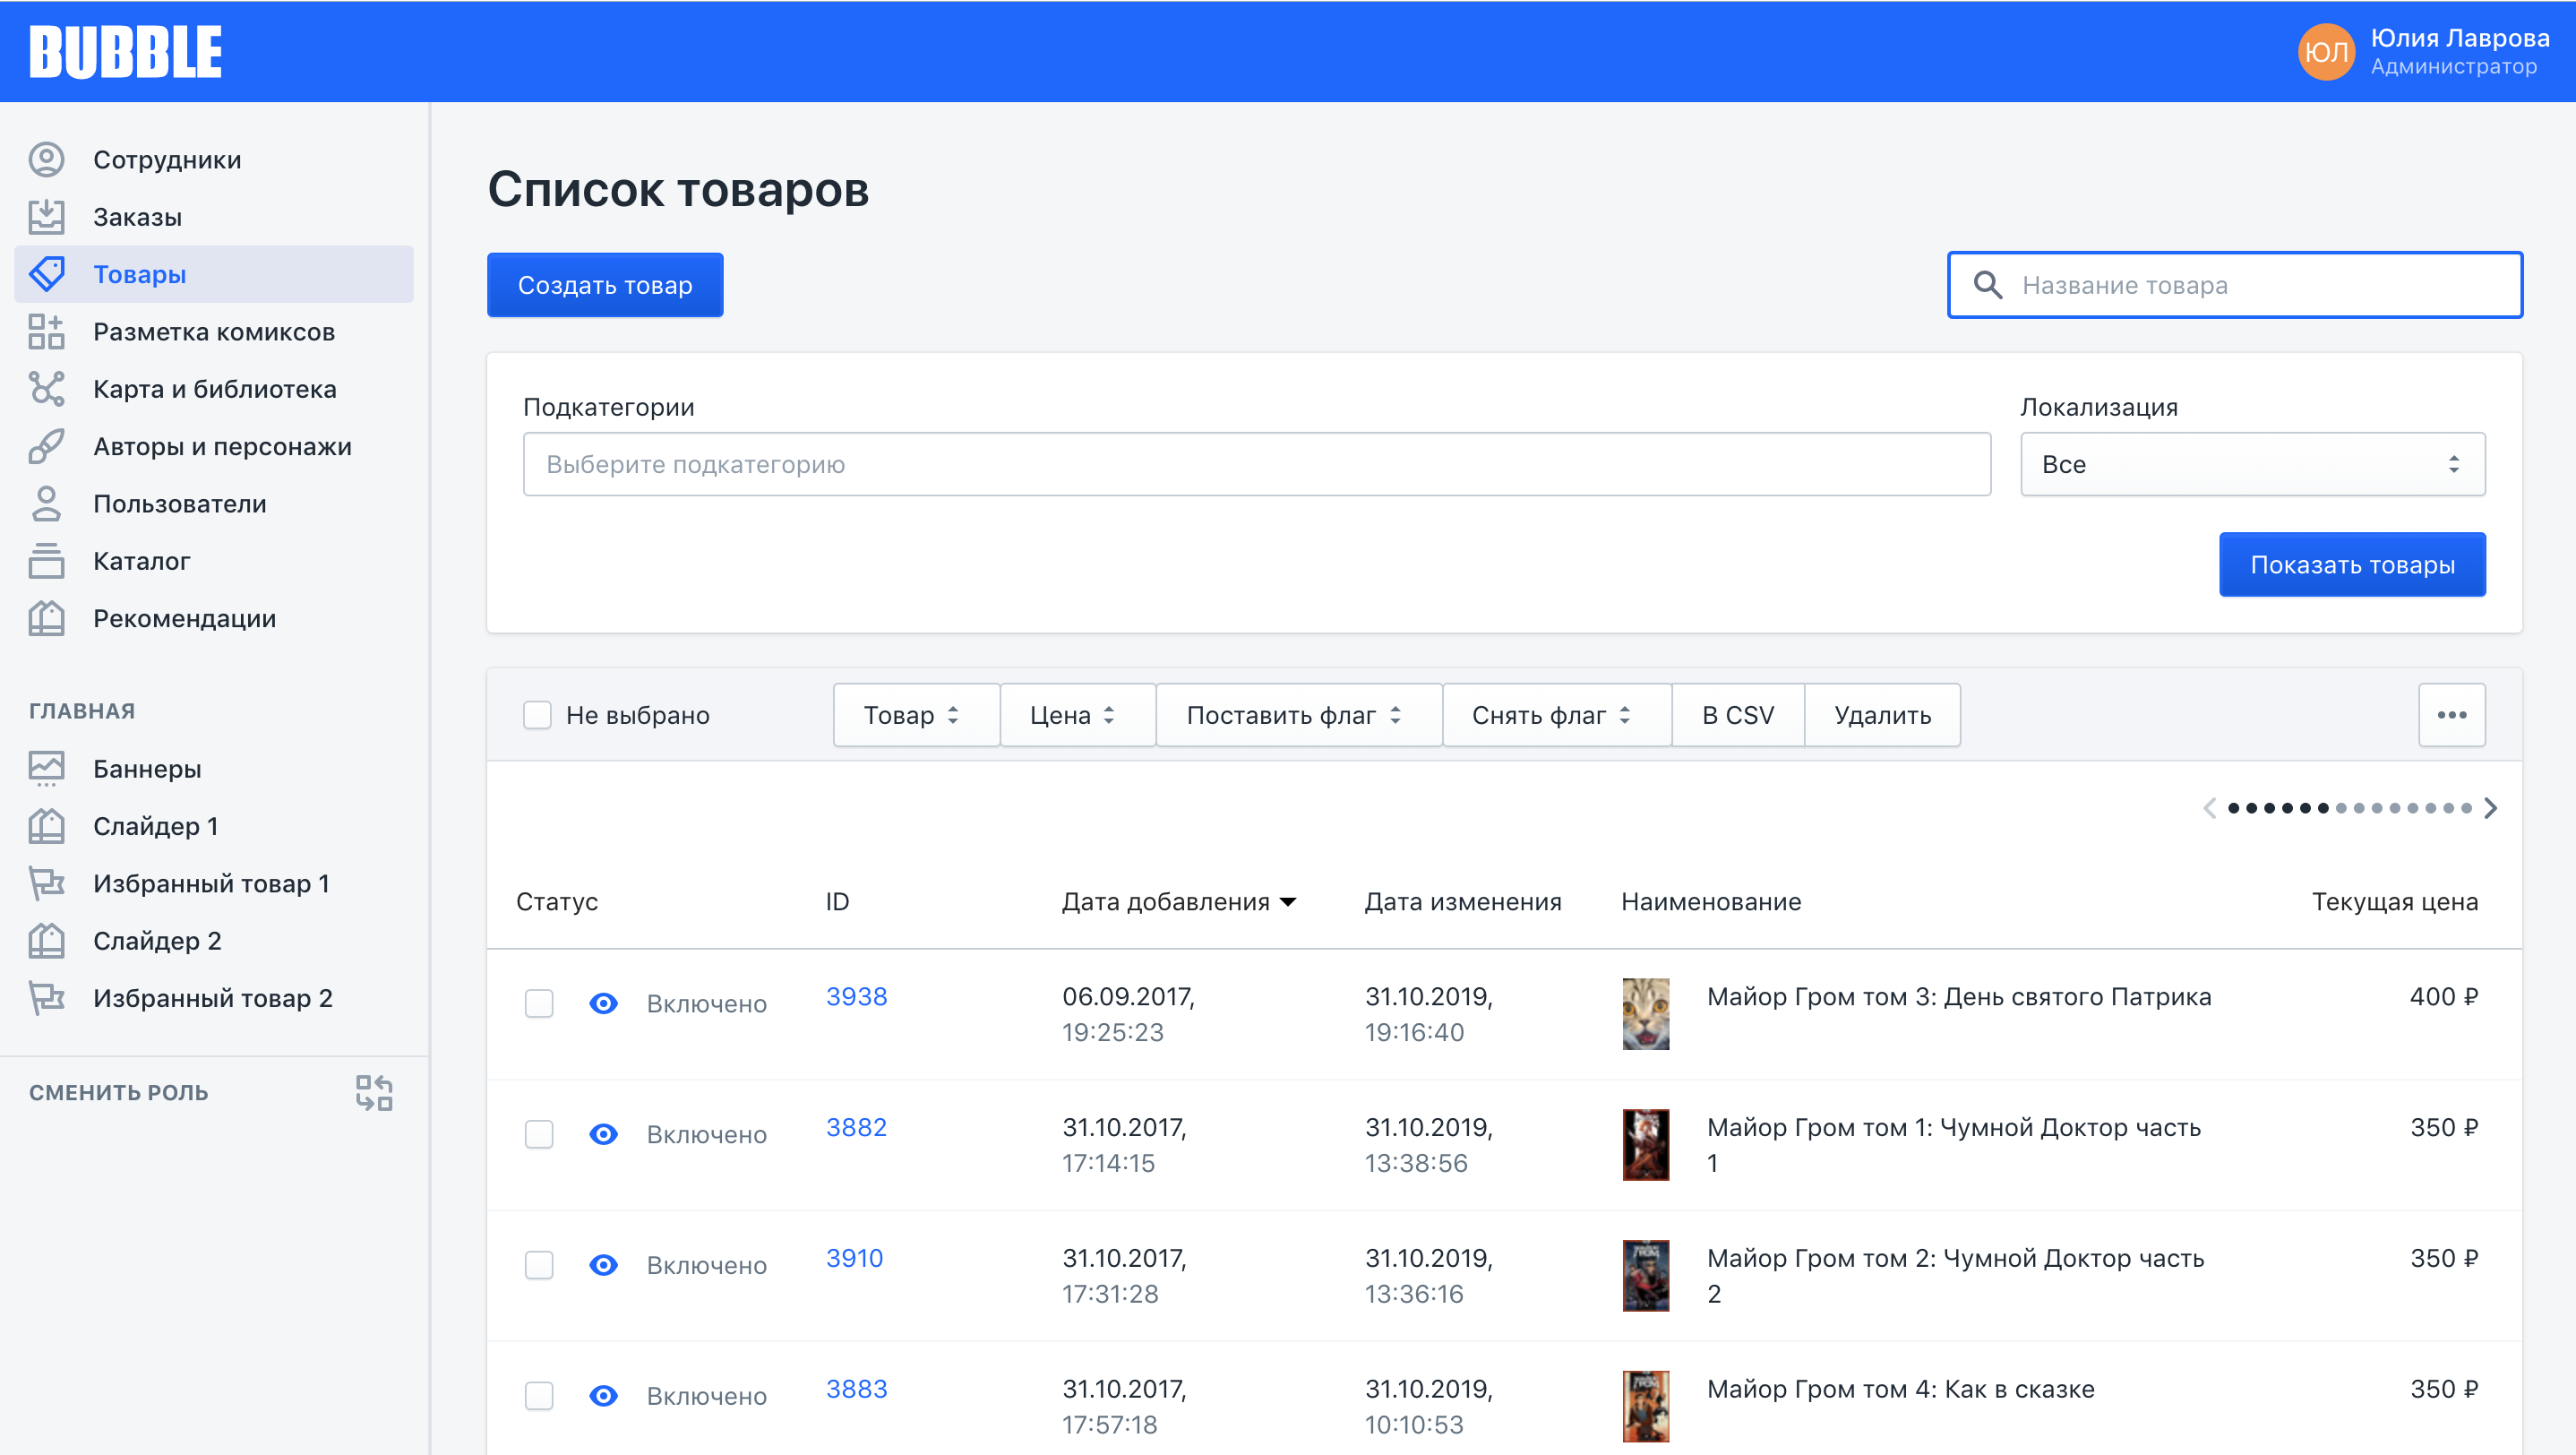 BUBBLE
ЮЛ
Юлия Лаврова
Администратор
Сотрудники
Заказы
Товары
Разметка комиксов
Карта и библиотека
Авторы и персонажи
Пользователи
Каталог
Рекомендации
ГЛАВНАЯ
Баннеры
Слайдер 1
Избранный товар 1
Слайдер 2
Избранный товар 2
СМЕНИТЬ РОЛЬ
Список товаров
Создать товар
Название товара
Подкатегории
Локализация
Выберите подкатегорию
Все
Показать товары
Не выбрано
Товар
Цена
Поставить флаг
Снять флаг
В CSV
Удалить
Статус ID Дата добавления Дата изменения Наименование Текущая цена
Включено 3938 06.09.2017, 31.10.2019, Майор Гром том 3: День святого Патрика 400 ₽
19:25:23 19:16:40
Включено 3882 31.10.2017, 31.10.2019, Майор Гром том 1: Чумной Доктор часть 350 ₽
17:14:15 13:38:56 1
Включено 3910 31.10.2017, 31.10.2019, Майор Гром том 2: Чумной Доктор часть 350 ₽
17:31:28 13:36:16 2
Включено 3883 31.10.2017, 31.10.2019, Майор Гром том 4: Как в сказке 350 ₽
17:57:18 10:10:53